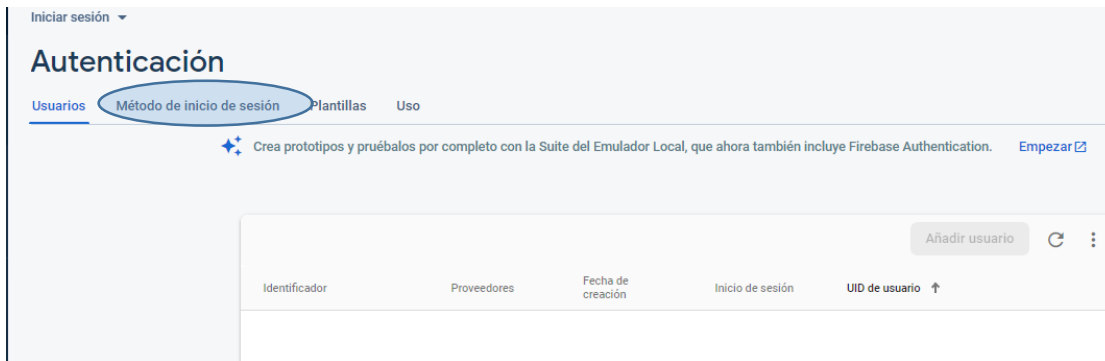 Iniciar sesión
Autenticación
Usuarios Método de inicio de sesión Plantillas Uso
Crea prototipos y pruébalos por completo con la Suite del Emulador Local, que ahora también incluye Firebase Authentication. Empezar
Añadir usuario
Identificador Proveedores Fecha de creación Inicio de sesión UID de usuario